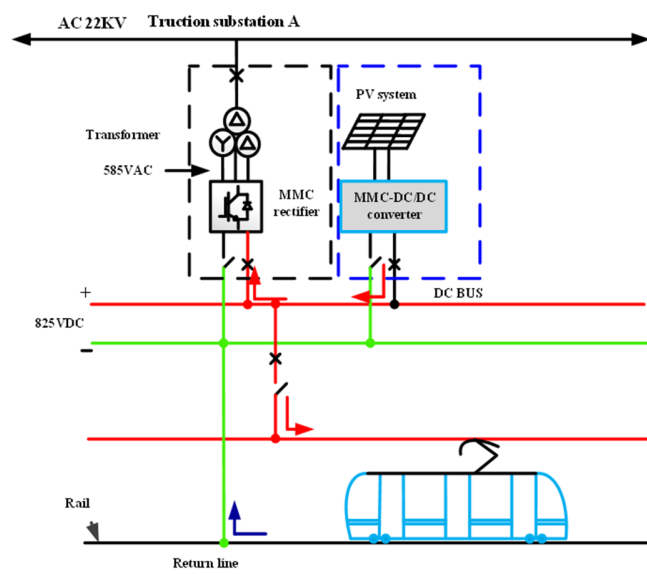 AC 22KV Truction substation A
PV system
Transformer
585VAC
MMC
rectifier
MMC-DC/DC
converter
+
DC BUS
825VDC
−
Rail
Return line